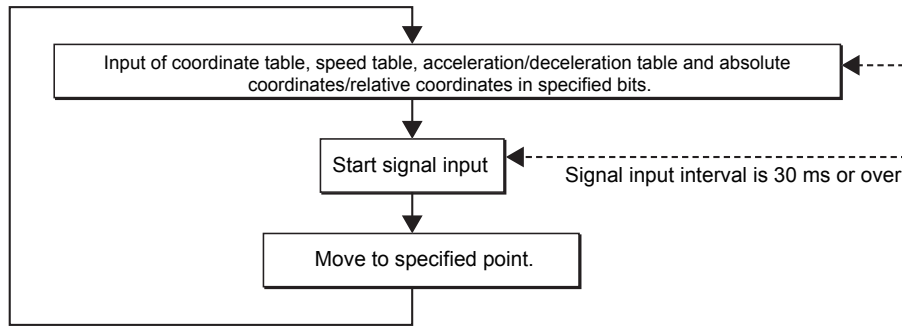 Input of coordinate table, speed table, acceleration/deceleration table and absolute
coordinates/relative coordinates in specified bits.
Start signal input
Signal input interval is 30 ms or over
Move to specified point.